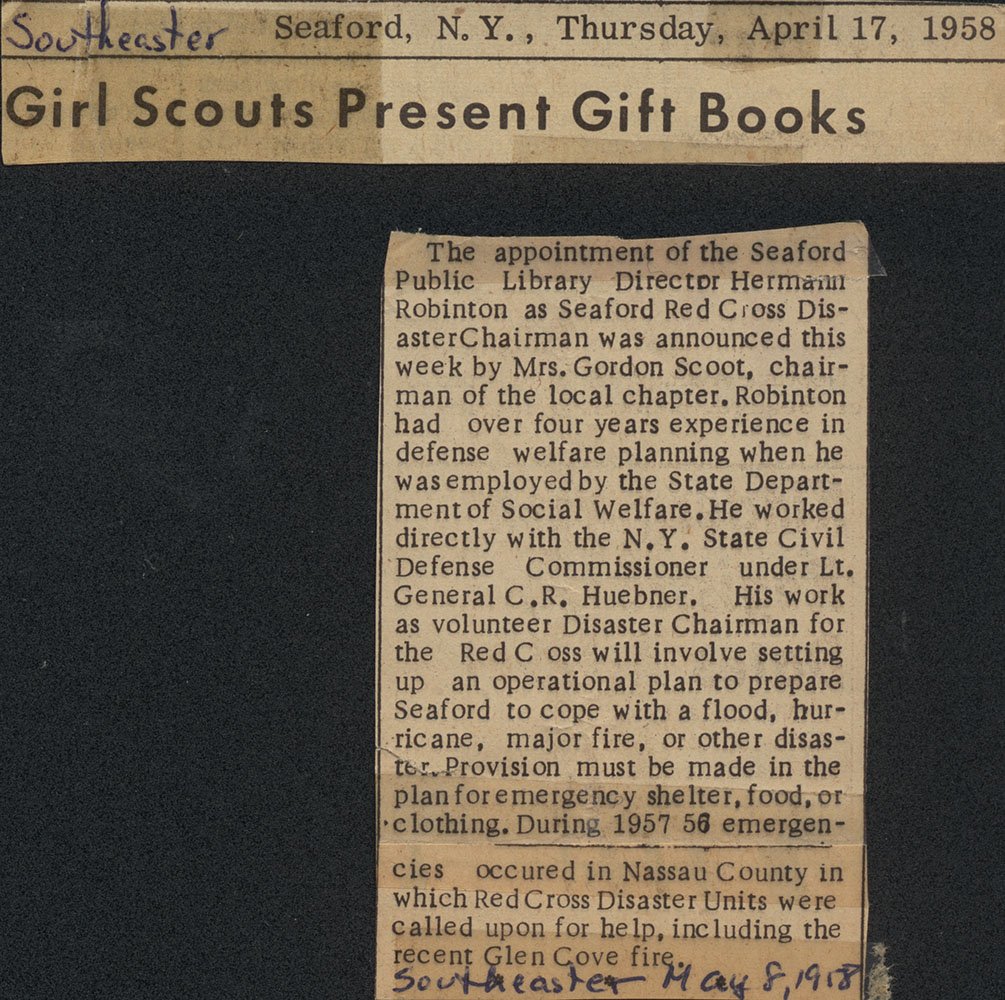 Southeaster Seaford, N.Y., Thursday, April 17, 1958
Girl Scouts Present Gift Books
The appointment of the Seaford
Public Library Director Hermann
Robinton as Seaford Red Cross Dis-
asterChairman was announced this
week by Mrs. Gordon Scoot, chair-
man of the local chapter. Robinton
had over four years experience in
defense welfare planning when he
was employed by the State Depart-
ment of Social Welfare. He worked
directly with the N.Y. State Civil
Defense Commissioner under Lt.
General C.R. Huebner. His work
as volunteer Disaster Chairman for
the Red C oss will involve setting
up an operational plan to prepare
Seaford to cope with a flood, hur-
ricane, major fire, or other disas-
ter. Provision must be made in the
plan for emergency shelter, food, or
clothing. During 1957 56 emergen-
cies occured in Nassau County in
which Red Cross Disaster Units were
called upon for help, including the
recent Glen Cove fire.
Southeaster May 8, 1958